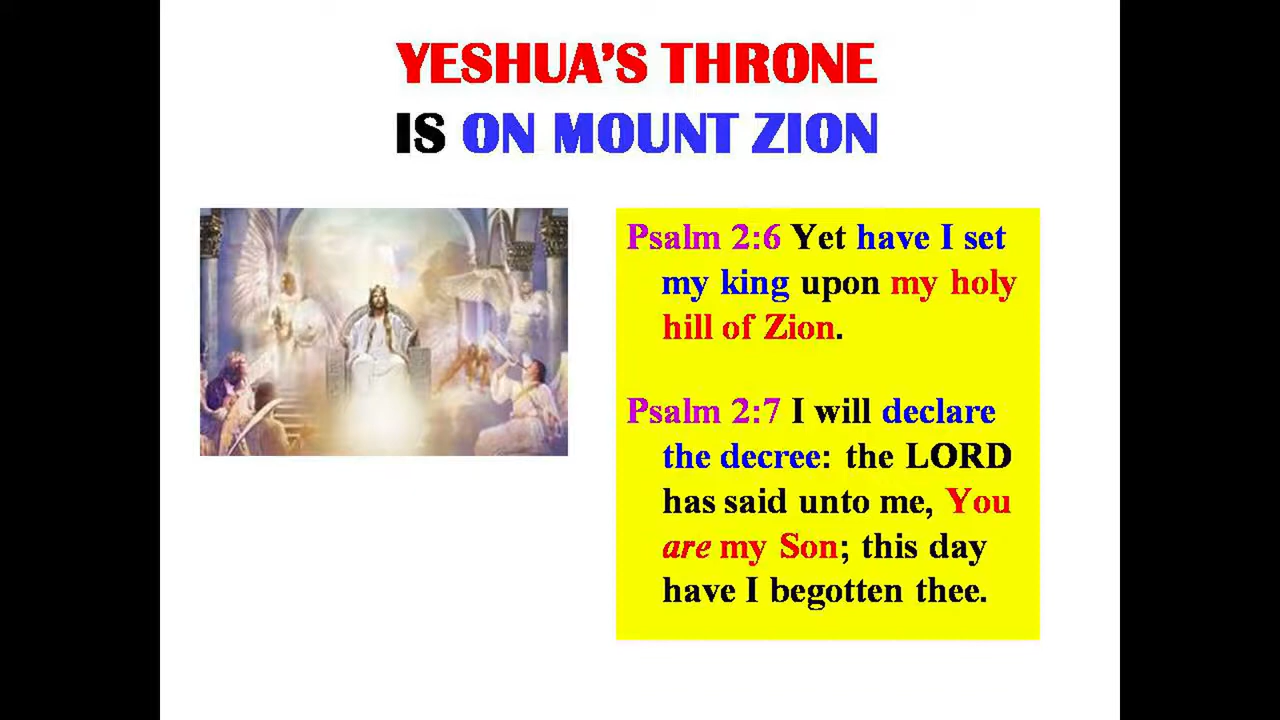 YESHUA'S THRONE
IS ON MOUNT ZION
Psalm 2:6 Yet have I set
my king upon my holy
hill of Zion.
Psalm 2:7 I will declare
the decree: the LORD
has said unto me, You
are my Son; this day
have I begotten thee.